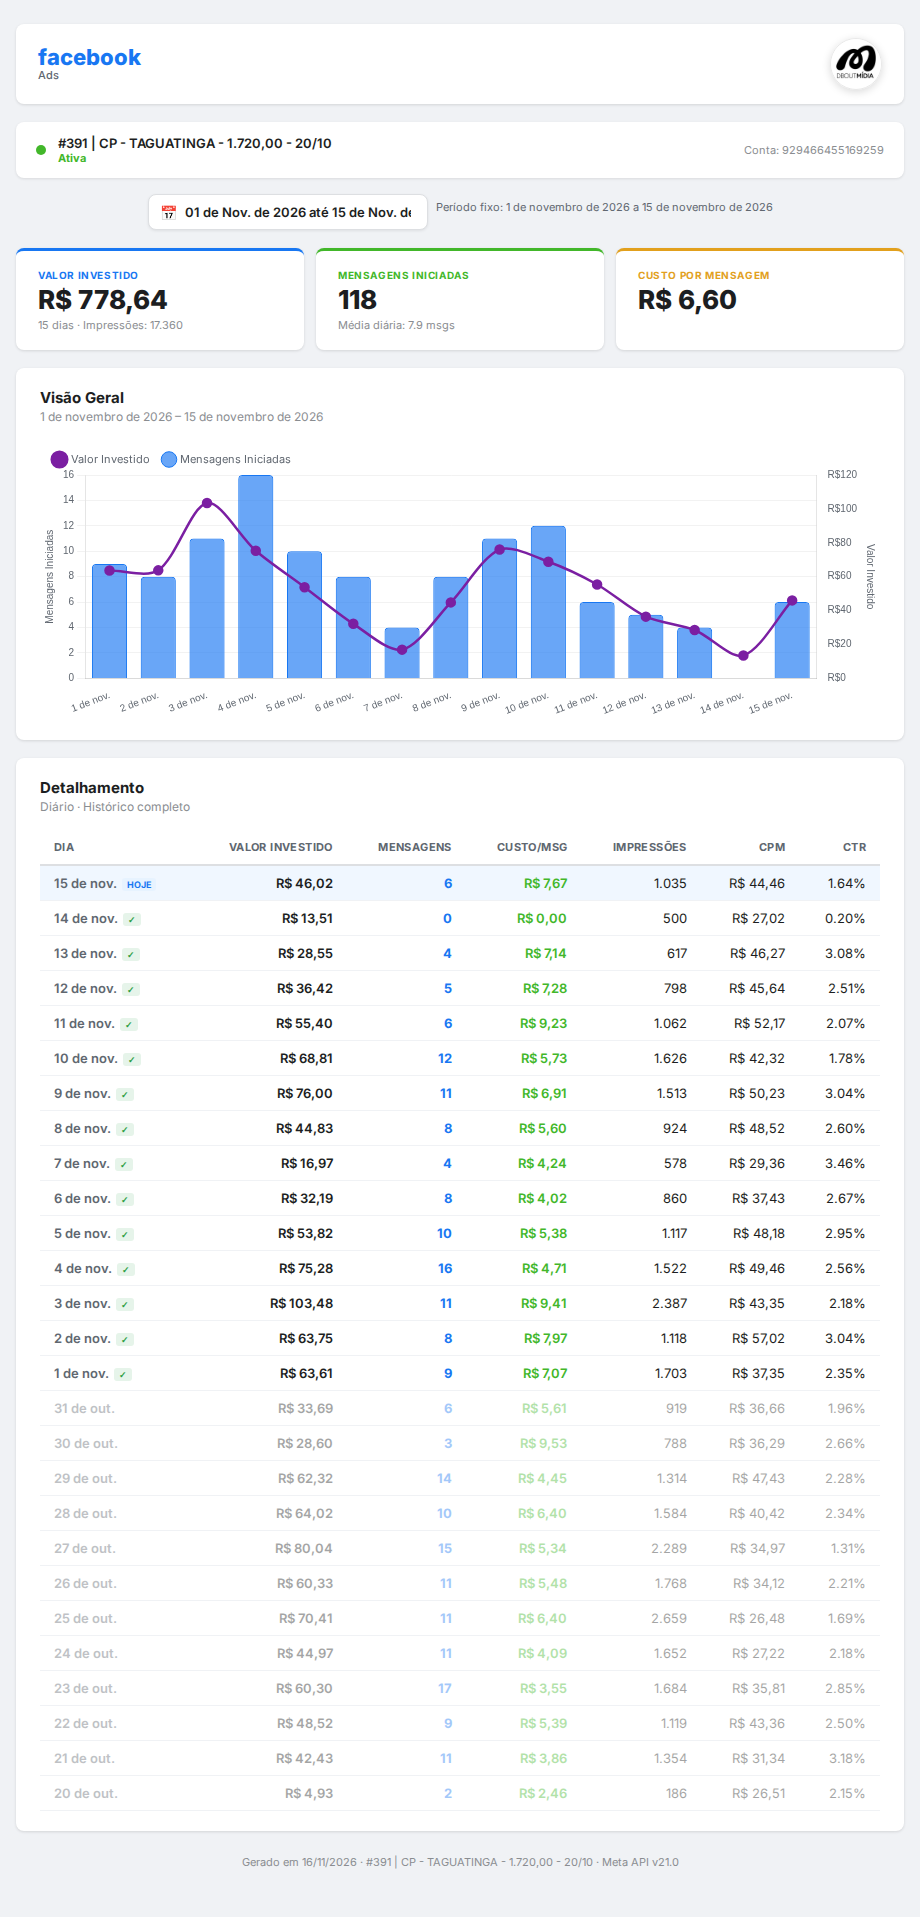 facebook
Ads
DBOUTMÍDIA
#391 | CP - TAGUATINGA - 1.720,00 - 20/10
Ativa
Conta: 929466455169259
01 de Nov. de 2026 até 15 de Nov. de
Período fixo: 1 de novembro de 2026 a 15 de novembro de 2026
VALOR INVESTIDO
R$ 778,64
15 dias · Impressões: 17.360
MENSAGENS INICIADAS
118
Média diária: 7.9 msgs
CUSTO POR MENSAGEM
R$ 6,60
Visão Geral
1 de novembro de 2026 – 15 de novembro de 2026
Valor Investido Mensagens Iniciadas
16 R$120
14 R$100
12 R$80
10 R$60
8 R$40
6 R$20
4 R$0
2
0
Mensagens Iniciadas
Valor Investido
1 de nov. 2 de nov. 3 de nov. 4 de nov. 5 de nov. 6 de nov. 7 de nov. 8 de nov. 9 de nov. 10 de nov. 11 de nov. 12 de nov. 13 de nov. 14 de nov. 15 de nov.
Detalhamento
Diário · Histórico completo
DIA VALOR INVESTIDO MENSAGENS CUSTO/MSG IMPRESSÕES CPM CTR
15 de nov. HOJE R$ 46,02 6 R$ 7,67 1.035 R$ 44,46 1.64%
14 de nov. ✓ R$ 13,51 0 R$ 0,00 500 R$ 27,02 0.20%
13 de nov. ✓ R$ 28,55 4 R$ 7,14 617 R$ 46,27 3.08%
12 de nov. ✓ R$ 36,42 5 R$ 7,28 798 R$ 45,64 2.51%
11 de nov. ✓ R$ 55,40 6 R$ 9,23 1.062 R$ 52,17 2.07%
10 de nov. ✓ R$ 68,81 12 R$ 5,73 1.626 R$ 42,32 1.78%
9 de nov. ✓ R$ 76,00 11 R$ 6,91 1.513 R$ 50,23 3.04%
8 de nov. ✓ R$ 44,83 8 R$ 5,60 924 R$ 48,52 2.60%
7 de nov. ✓ R$ 16,97 4 R$ 4,24 578 R$ 29,36 3.46%
6 de nov. ✓ R$ 32,19 8 R$ 4,02 860 R$ 37,43 2.67%
5 de nov. ✓ R$ 53,82 10 R$ 5,38 1.117 R$ 48,18 2.95%
4 de nov. ✓ R$ 75,28 16 R$ 4,71 1.522 R$ 49,46 2.56%
3 de nov. ✓ R$ 103,48 11 R$ 9,41 2.387 R$ 43,35 2.18%
2 de nov. ✓ R$ 63,75 8 R$ 7,97 1.118 R$ 57,02 3.04%
1 de nov. ✓ R$ 63,61 9 R$ 7,07 1.703 R$ 37,35 2.35%
31 de out. R$ 33,69 6 R$ 5,61 919 R$ 36,66 1.96%
30 de out. R$ 28,60 3 R$ 9,53 788 R$ 36,29 2.66%
29 de out. R$ 62,32 14 R$ 4,45 1.314 R$ 47,43 2.28%
28 de out. R$ 64,02 10 R$ 6,40 1.584 R$ 40,42 2.34%
27 de out. R$ 80,04 15 R$ 5,34 2.289 R$ 34,97 1.31%
26 de out. R$ 60,33 11 R$ 5,48 1.768 R$ 34,12 2.21%
25 de out. R$ 70,41 11 R$ 6,40 2.659 R$ 26,48 1.69%
24 de out. R$ 44,97 11 R$ 4,09 1.652 R$ 27,22 2.18%
23 de out. R$ 60,30 17 R$ 3,55 1.684 R$ 35,81 2.85%
22 de out. R$ 48,52 9 R$ 5,39 1.119 R$ 43,36 2.50%
21 de out. R$ 42,43 11 R$ 3,86 1.354 R$ 31,34 3.18%
20 de out. R$ 4,93 2 R$ 2,46 186 R$ 26,51 2.15%
Gerado em 16/11/2026 · #391 | CP - TAGUATINGA - 1.720,00 - 20/10 · Meta API v21.0